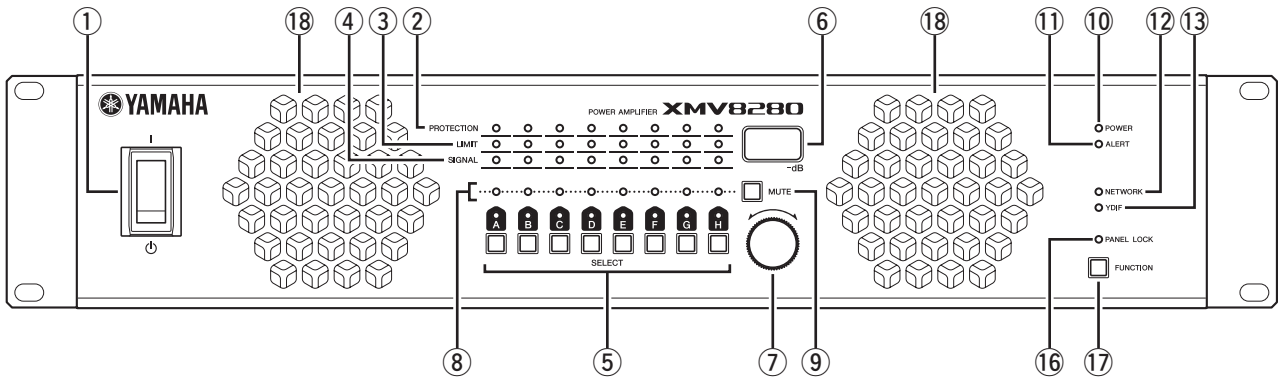 ① ⑱ ④ ③ ② ⑥ ⑱ ⑪ ⑩ ⑫ ⑬
YAMAHA
POWER AMPLIFIER XMV8280
PROTECTION
LIMIT
SIGNAL
-dB
POWER
ALERT
NETWORK
YDIF
MUTE
A B C D E F G H
SELECT
PANEL LOCK
FUNCTION
⑧ ⑤ ⑦ ⑨ ⑯ ⑰